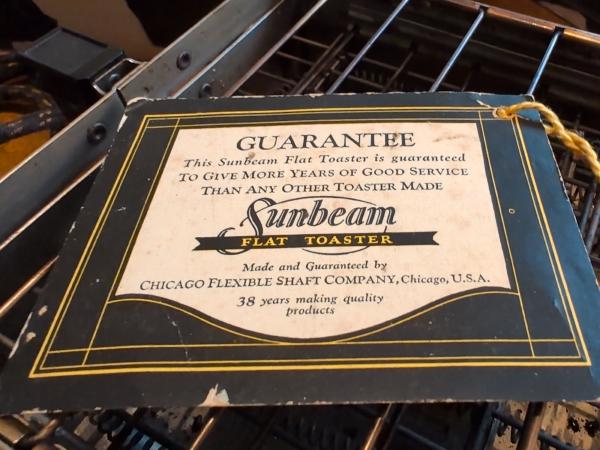 GUARANTEE
This Sunbeam Flat Toaster is guaranteed
TO GIVE MORE YEARS OF GOOD SERVICE
THAN ANY OTHER TOASTER MADE
Sunbeam
FLAT TOASTER
Made and Guaranteed by
CHICAGO FLEXIBLE SHAFT COMPANY, Chicago, U.S.A.
38 years making quality
products